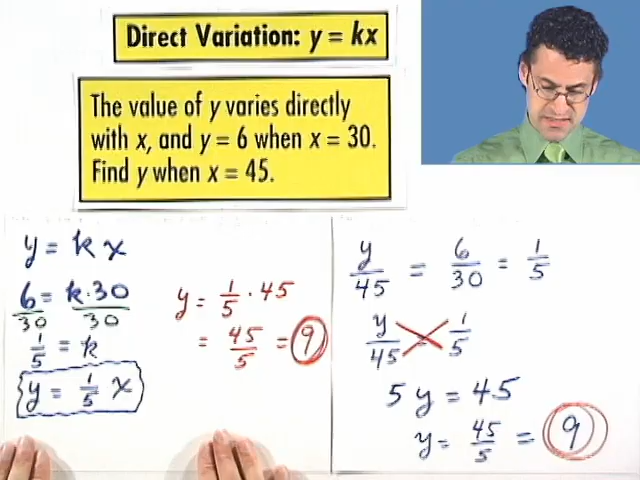 Direct Variation: y = kx
The value of y varies directly
with x, and y = 6 when x = 30.
Find y when x = 45.
y = k x
6/30 = k·30/30
1/5 = k
y = 1/5 x
y = 1/5 · 45
= 45/5 = 9
y/45 = 6/30 = 1/5
y/45 = 1/5
5 y = 45
y = 45/5 = 9